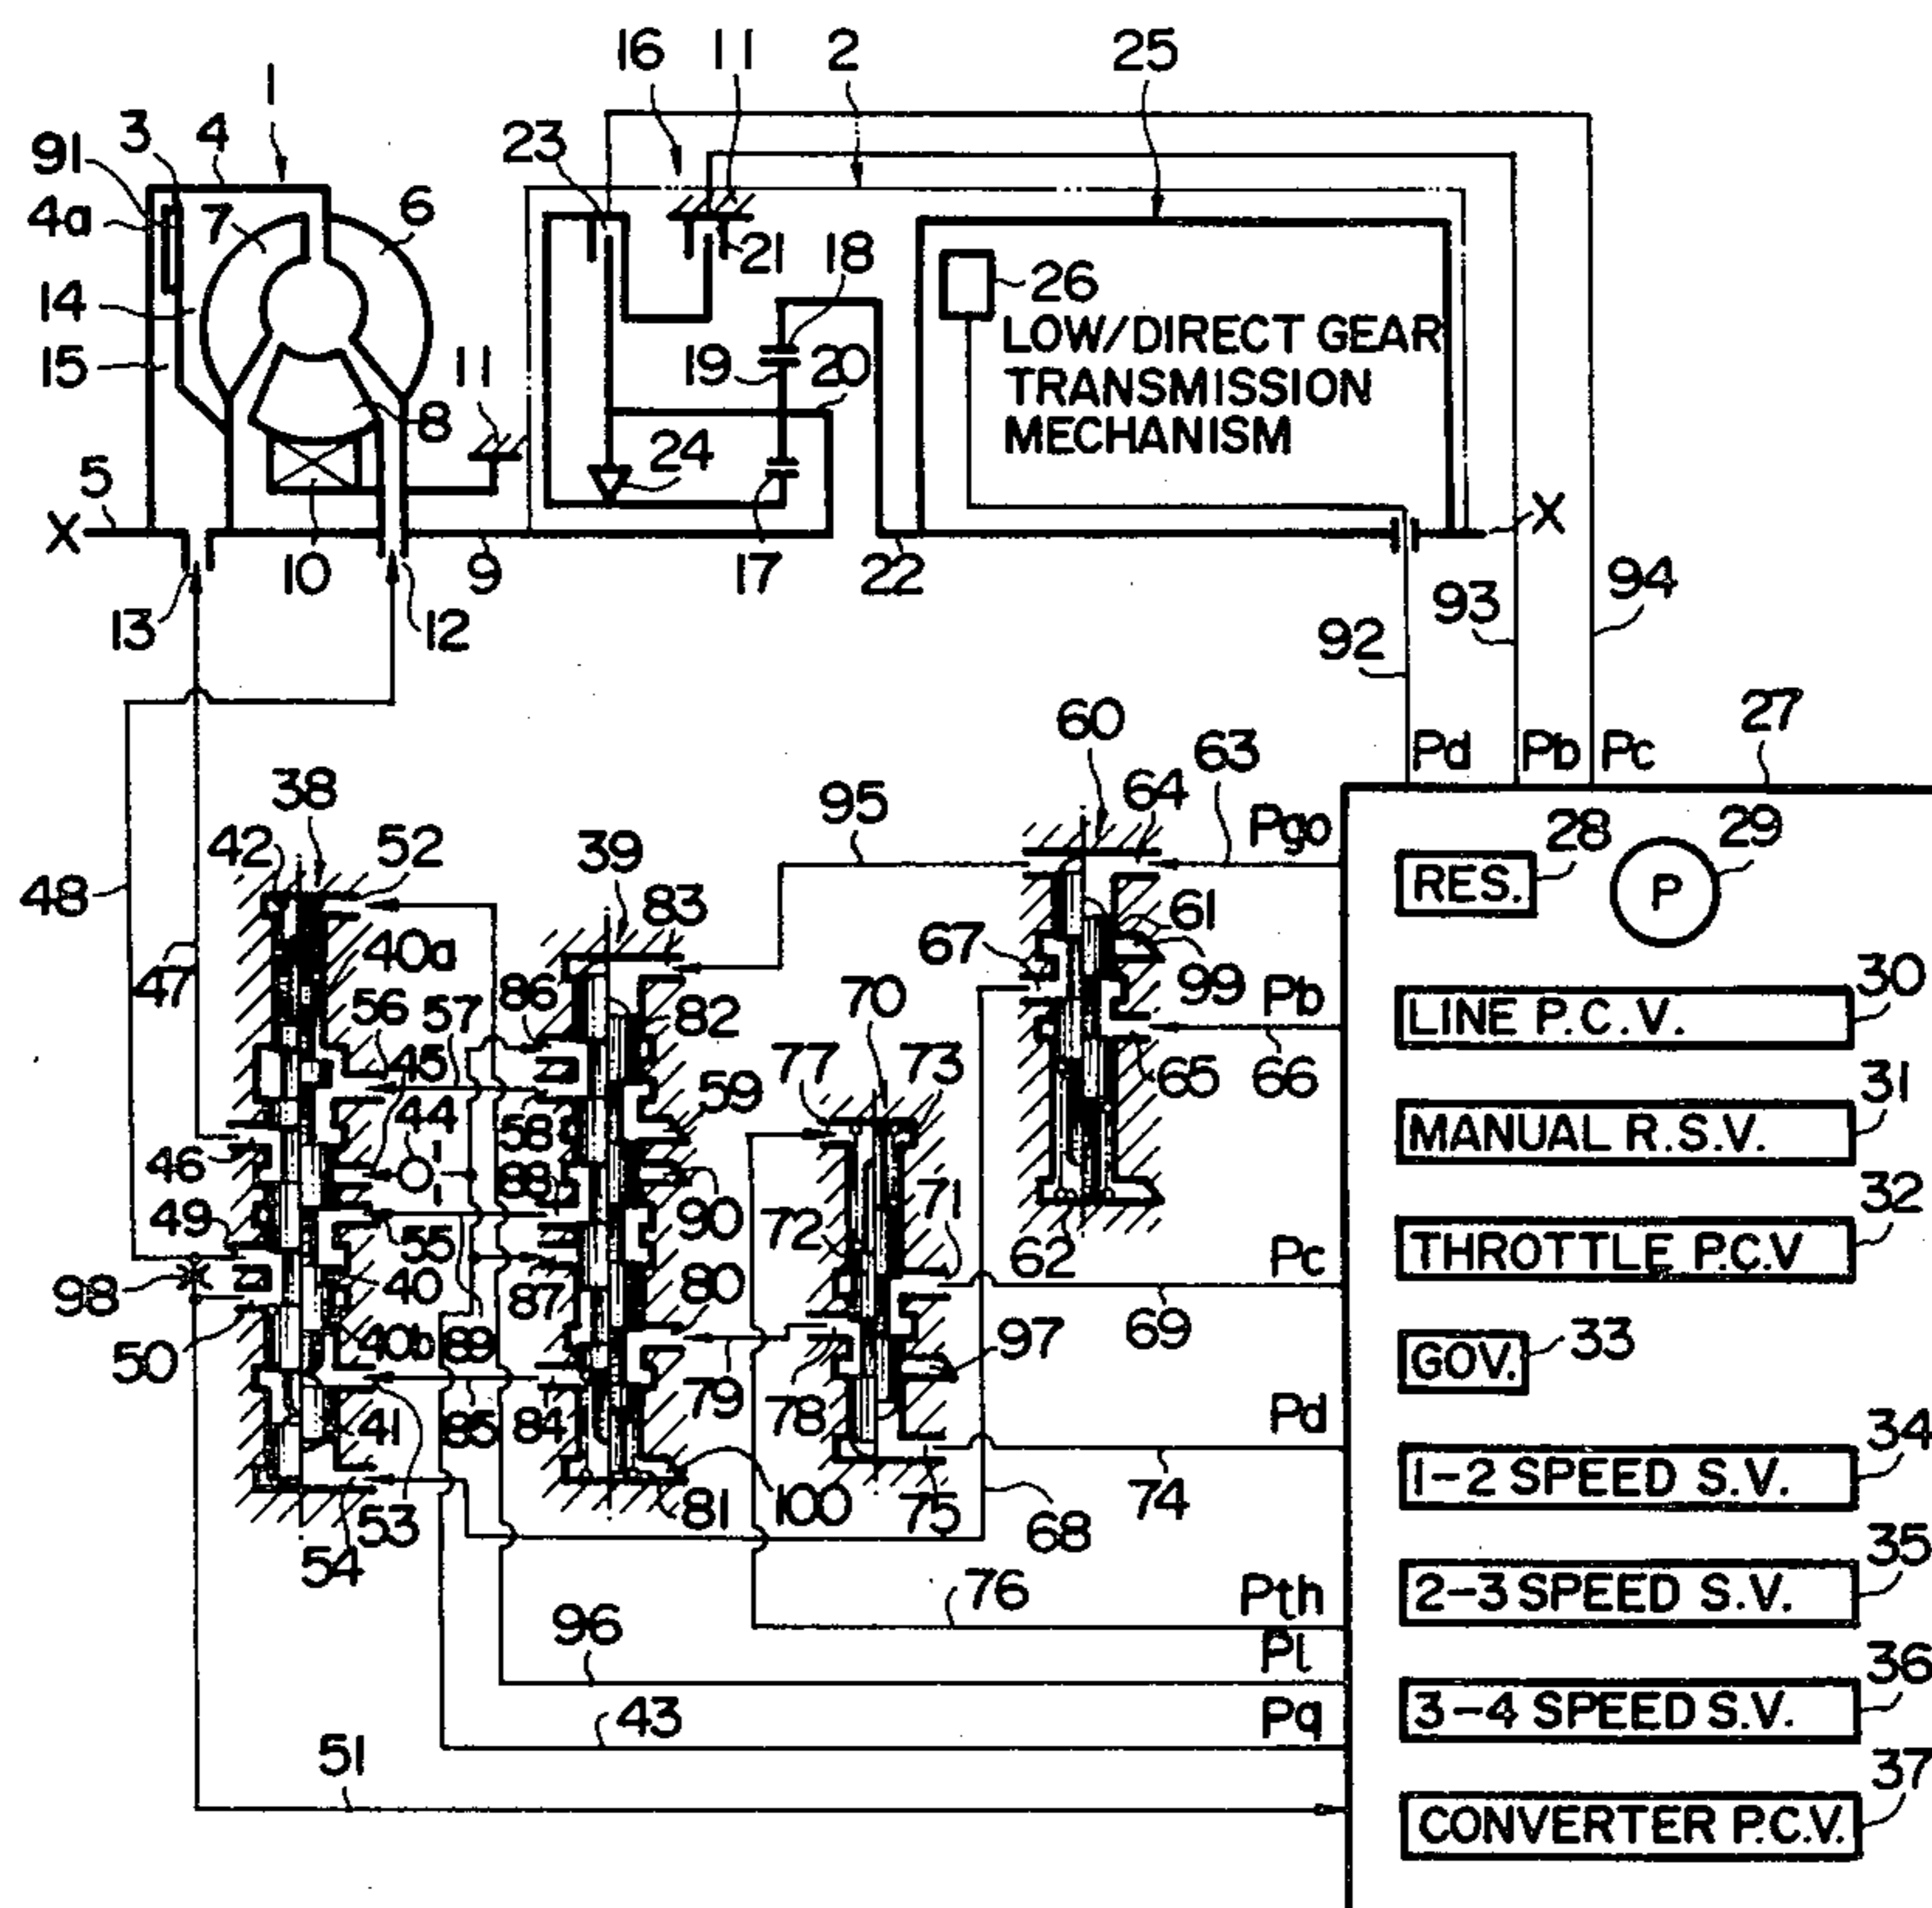 16 11 2 25
1
3 4 23
91
4a 7 6
21 18
26
14
LOW/DIRECT GEAR
15 11 19 20
TRANSMISSION
8
MECHANISM
24
5
X X
10 9 17 22
13 12
94
93
92
60 27
Pd Pb Pc
63
64
38 95 Pgo 28 29
42 52 39
RES. P
48 83
61
67
40a 47 99 30
86 70 Pb
56 57 82
LINE P.C.V.
45 77 73 65 66 31
59
44 58
MANUAL R.S.V.
46 88
71
49 90 72 32
55 62 Pc
THROTTLE P.C.V
98 40 80
87
69
50 40b 89 97 33
GOV.
79 78 Pd
41 85 84 34
1-2 SPEED S.V.
81 100 75 74
53 68
54 35
Pth
2-3 SPEED S.V.
96 76
Pl 36
43 Pq
3-4 SPEED S.V.
51
37
CONVERTER P.C.V.